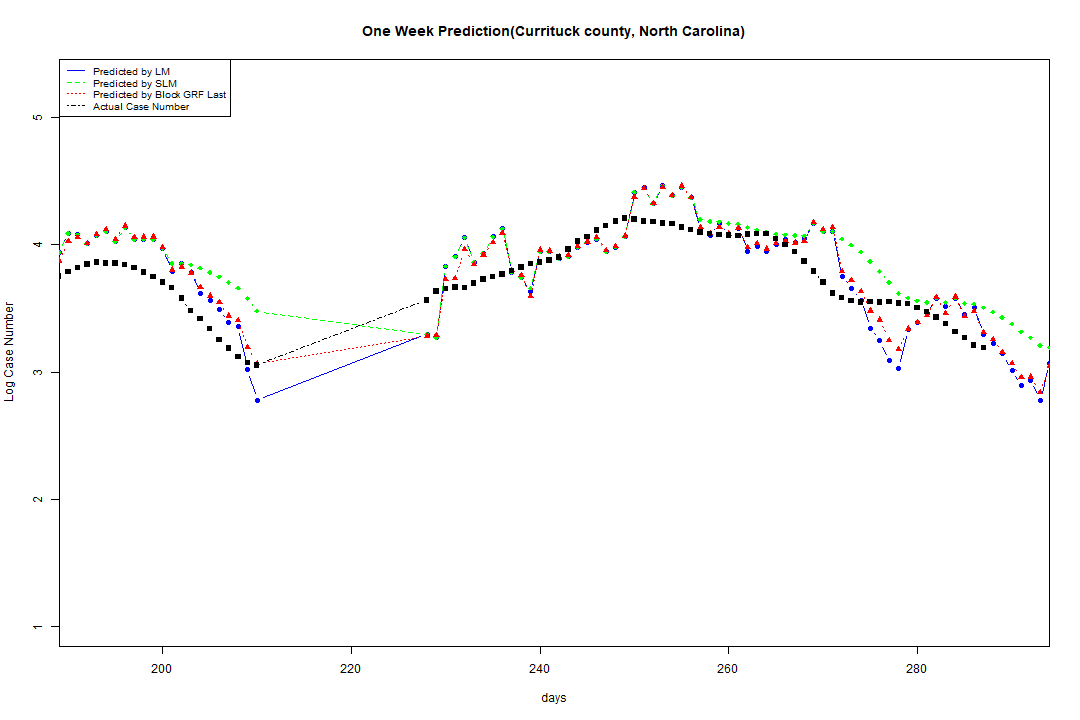 One Week Prediction(Currituck county, North Carolina)
Predicted by LM
Predicted by SLM
Predicted by Block GRF Last
Actual Case Number
5
4
3
2
1
Log Case Number
200 220 240 260 280
days